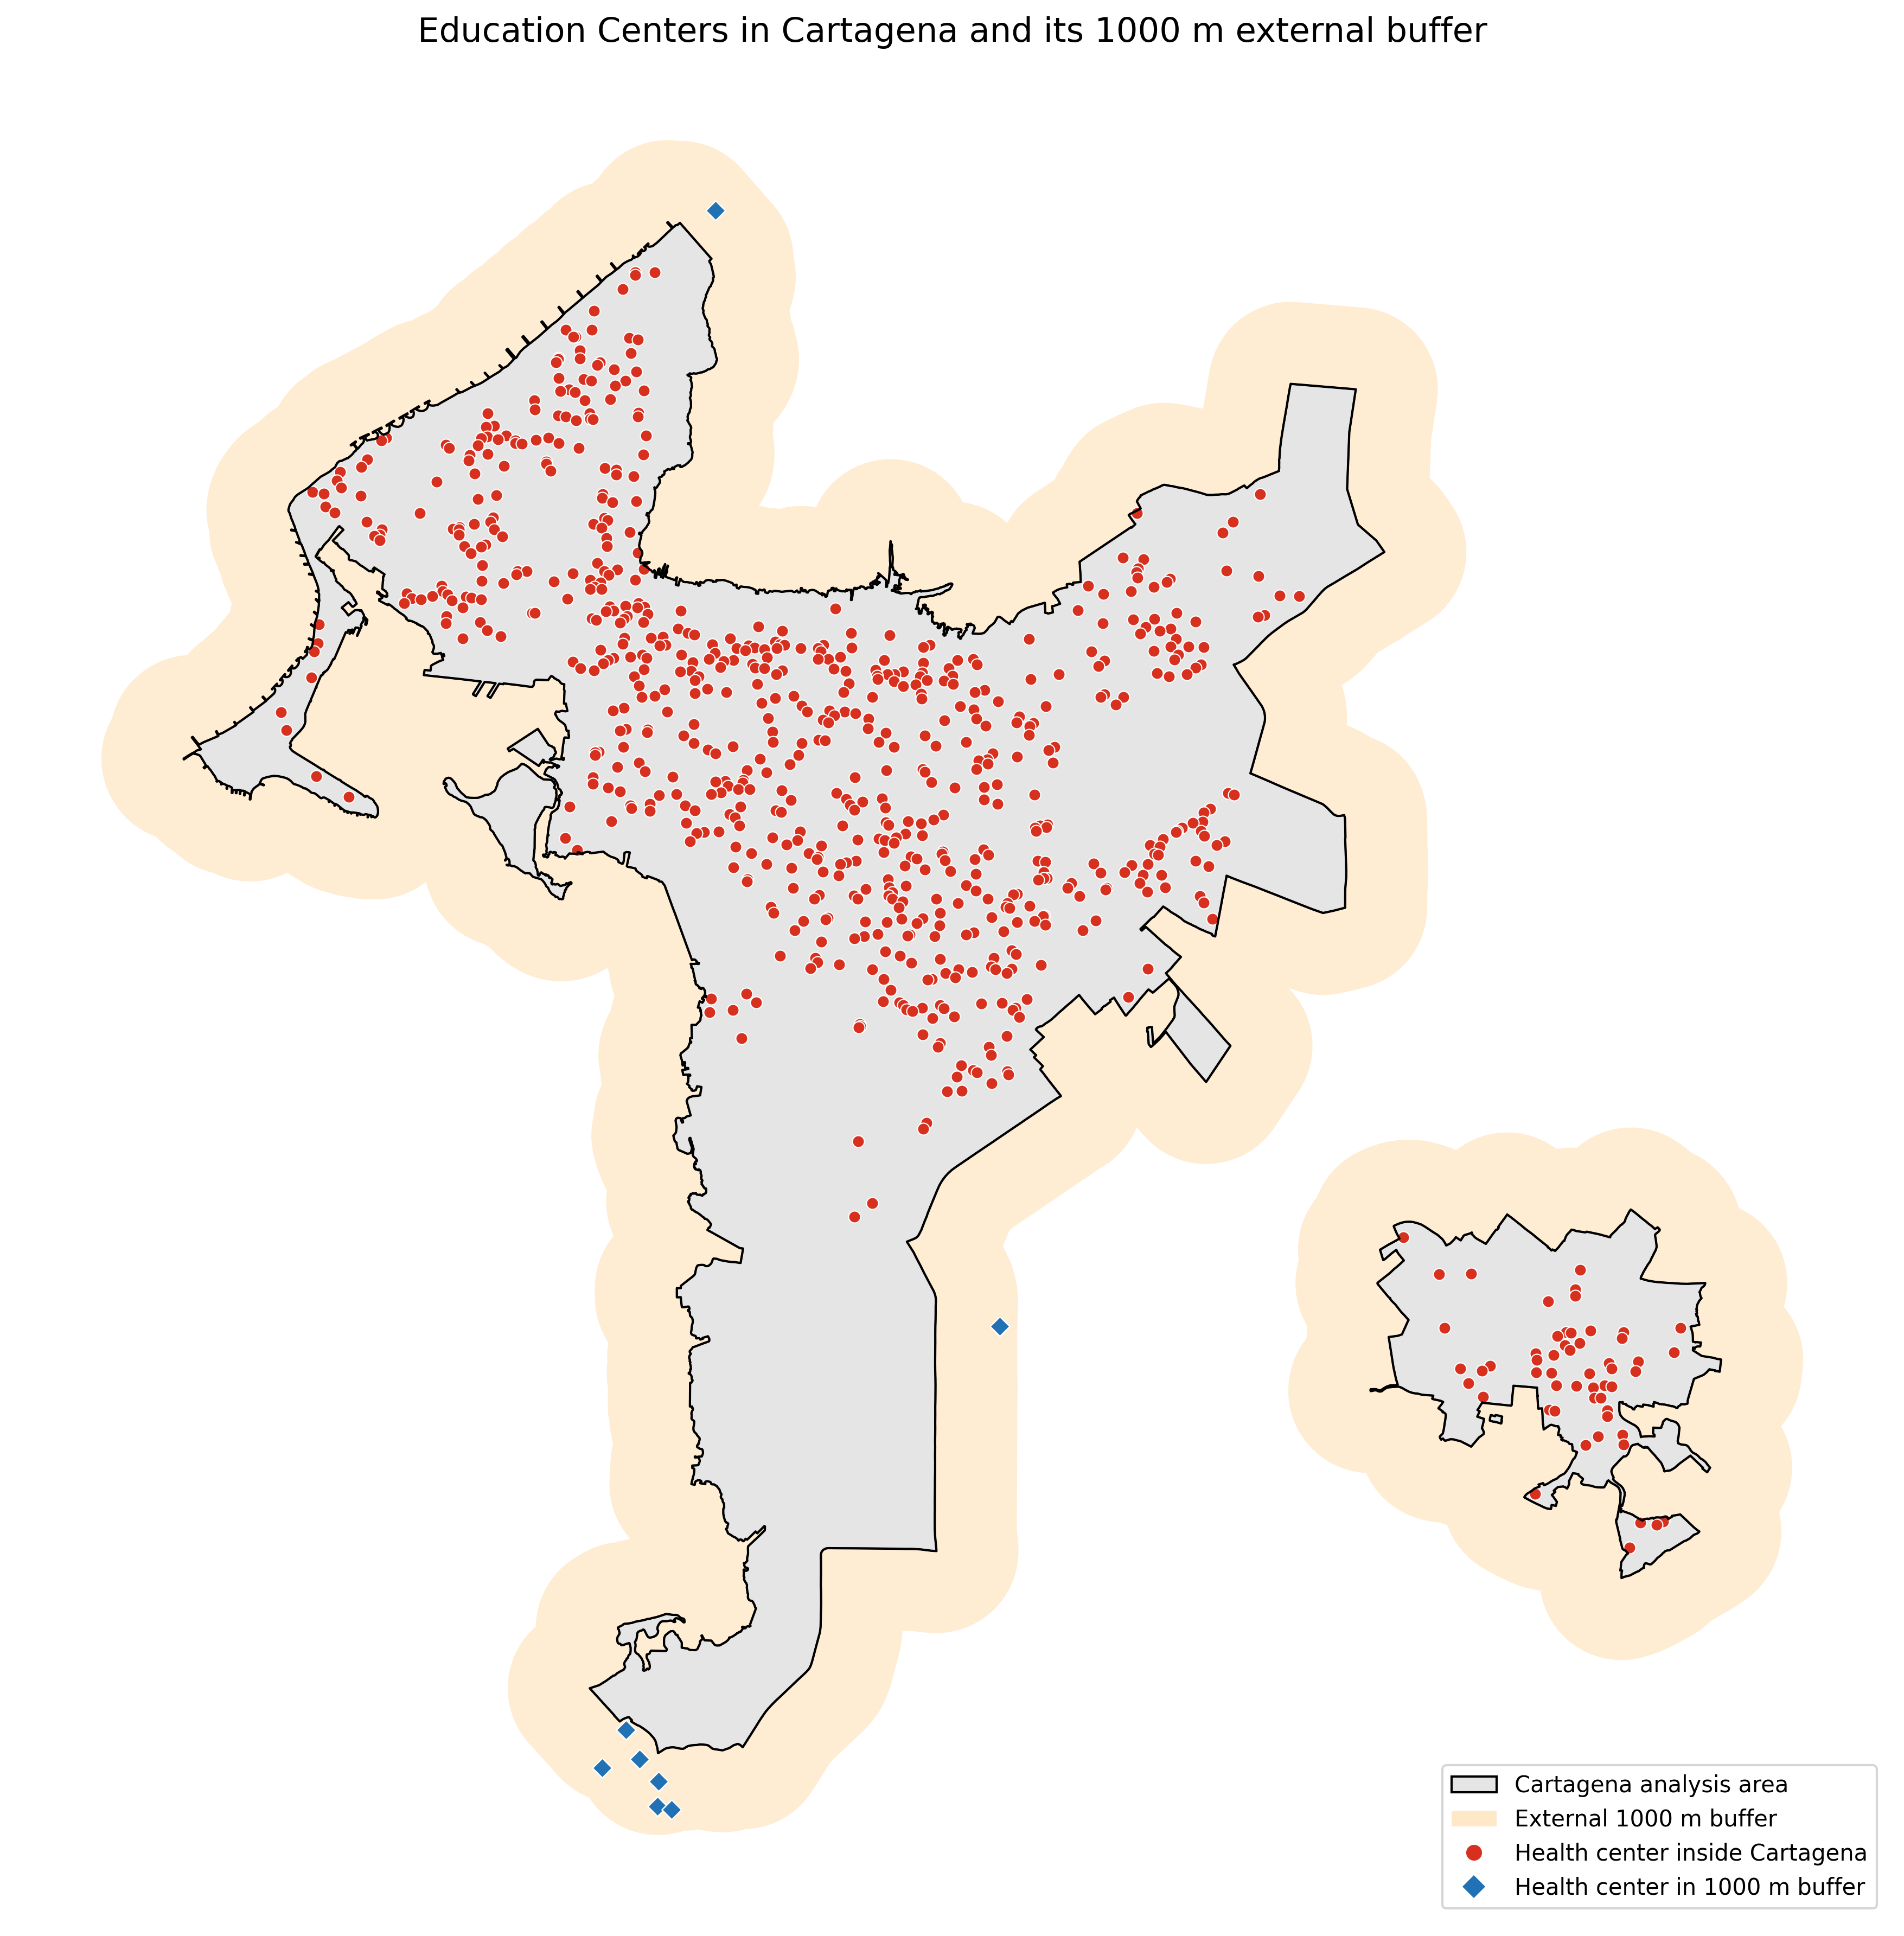 Education Centers in Cartagena and its 1000 m external buffer
Cartagena analysis area
External 1000 m buffer
Health center inside Cartagena
Health center in 1000 m buffer